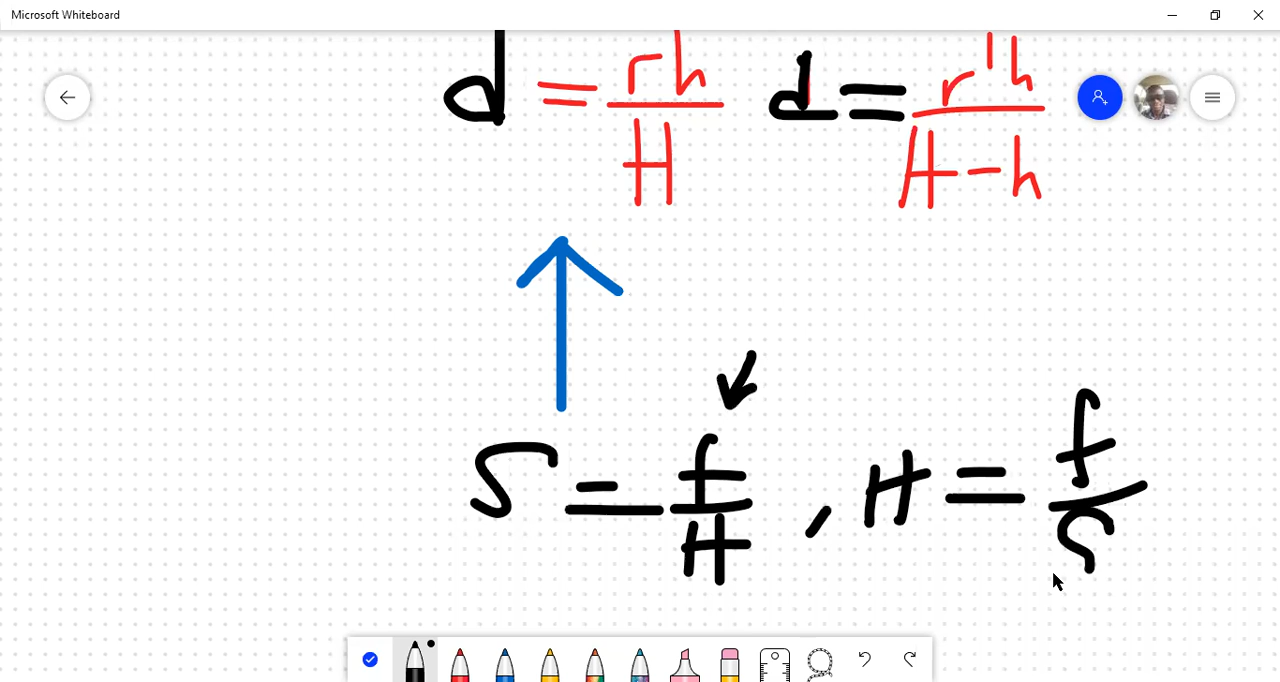 Microsoft Whiteboard
d = rh/H d = r'h/H-h
S = f/H , H = f/S